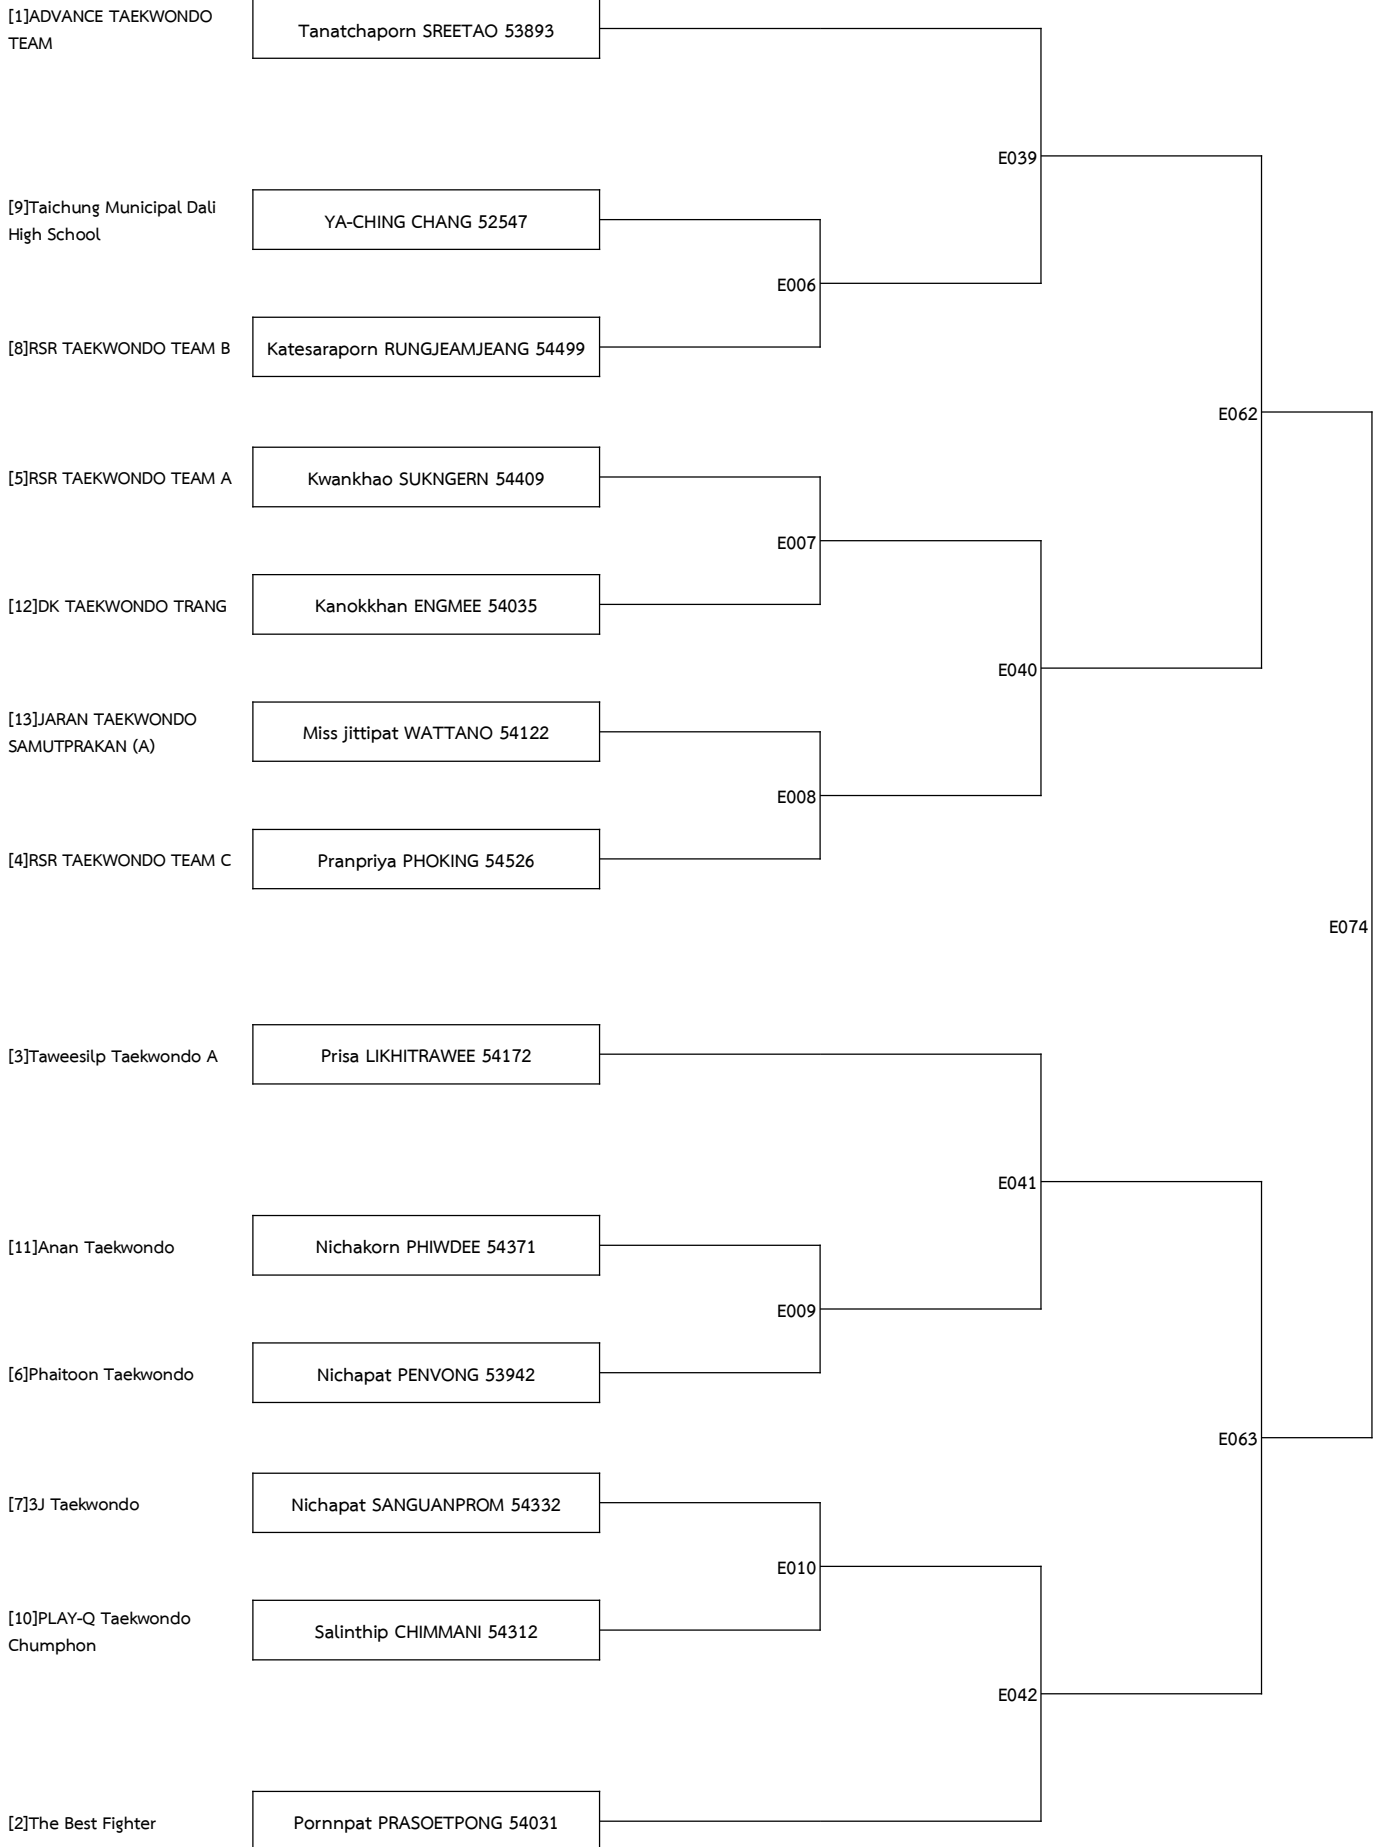 [1]ADVANCE TAEKWONDO
TEAM
Tanatchaporn SREETAO 53893
E039
[9]Taichung Municipal Dali
High School
YA-CHING CHANG 52547
E006
[8]RSR TAEKWONDO TEAM B
Katesaraporn RUNGJEAMJEANG 54499
E062
[5]RSR TAEKWONDO TEAM A
Kwankhao SUKNGERN 54409
E007
[12]DK TAEKWONDO TRANG
Kanokkhan ENGMEE 54035
E040
[13]JARAN TAEKWONDO
SAMUTPRAKAN (A)
Miss jittipat WATTANO 54122
E008
[4]RSR TAEKWONDO TEAM C
Pranpriya PHOKING 54526
E074
[3]Taweesilp Taekwondo A
Prisa LIKHITRAWEE 54172
E041
[11]Anan Taekwondo
Nichakorn PHIWDEE 54371
E009
[6]Phaitoon Taekwondo
Nichapat PENVONG 53942
E063
[7]3J Taekwondo
Nichapat SANGUANPROM 54332
E010
[10]PLAY-Q Taekwondo
Chumphon
Salinthip CHIMMANI 54312
E042
[2]The Best Fighter
Pornnpat PRASOETPONG 54031